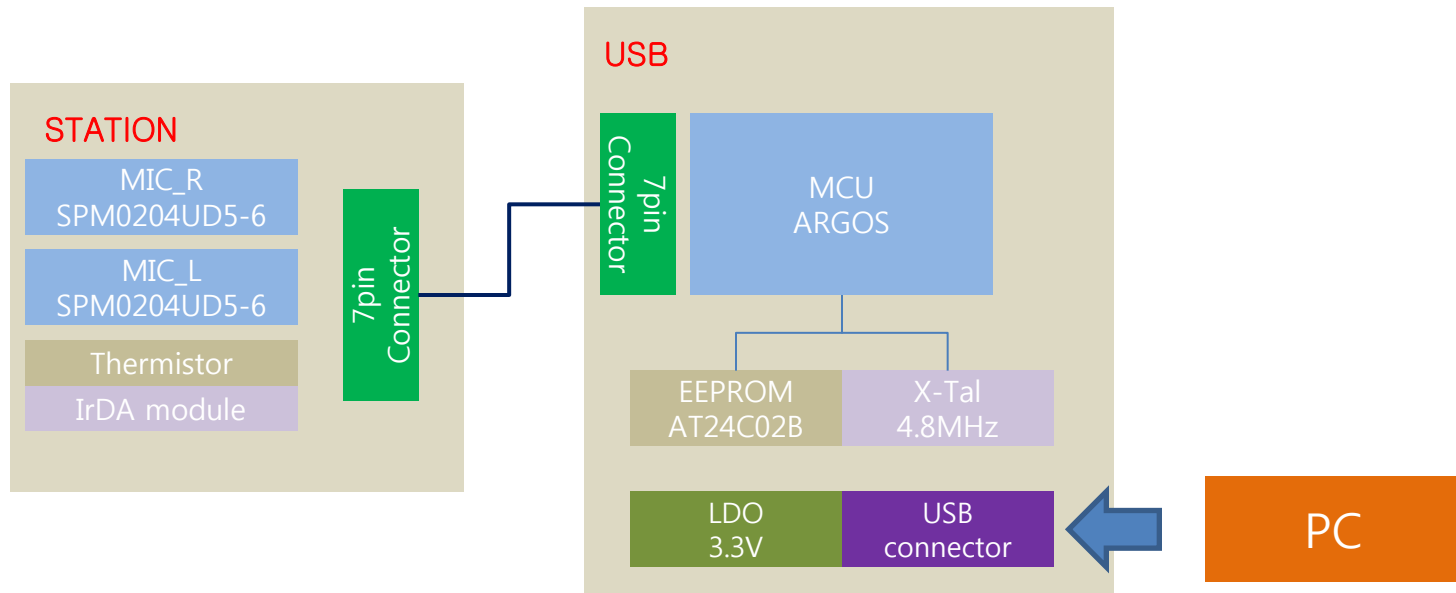 STATION
MIC_R
SPM0204UD5-6
MIC_L
SPM0204UD5-6
Thermistor
IrDA module
7pin
Connector
USB
7pin
Connector
MCU
ARGOS
EEPROM
AT24C02B
X-Tal
4.8MHz
LDO
3.3V
USB
connector
PC